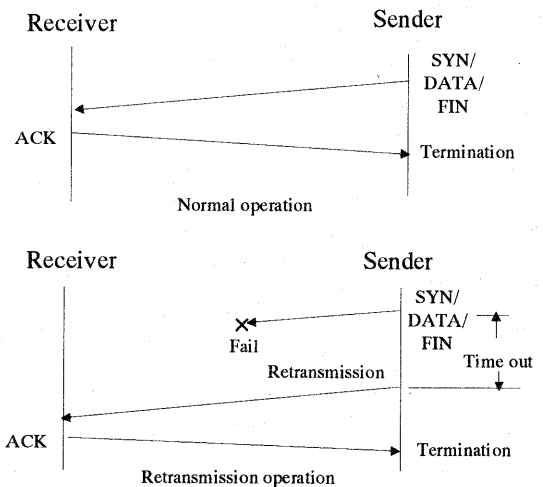 Receiver
Sender
SYN/
DATA/
FIN
ACK
Termination
Normal operation
Receiver
Sender
SYN/
DATA/
FIN
Fail
Time out
Retransmission
ACK
Termination
Retransmission operation